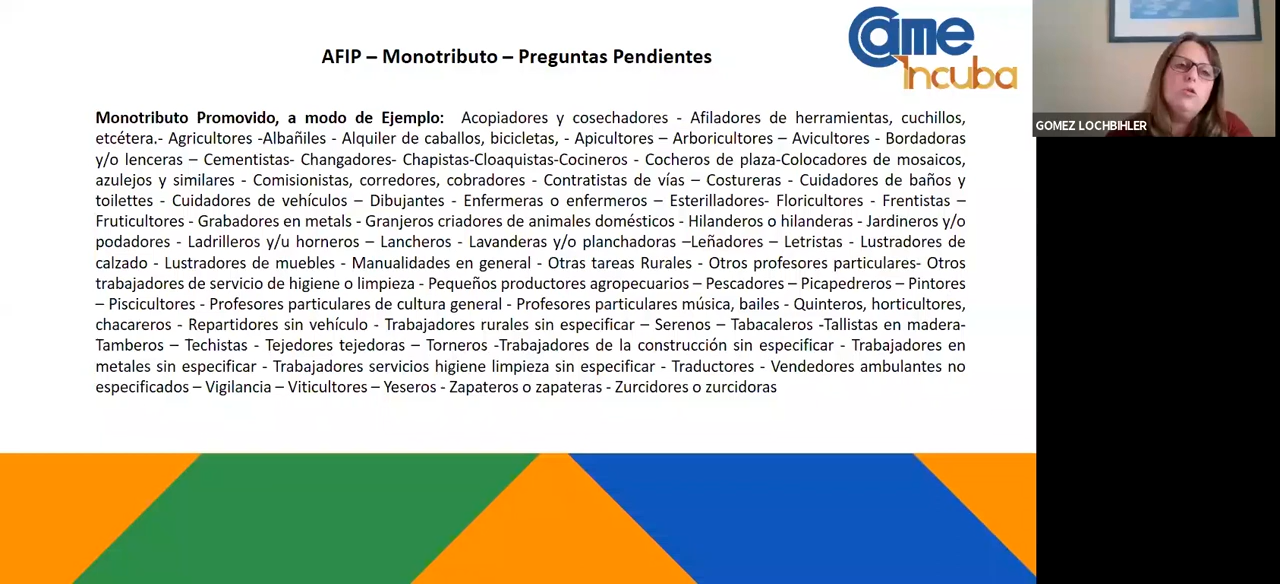 AFIP – Monotributo – Preguntas Pendientes
Came
incuba
GOMEZ LOCHBIHLER
Monotributo Promovido, a modo de Ejemplo: Acopiadores y cosechadores - Afiladores de herramientas, cuchillos,
etcétera.- Agricultores -Albañiles - Alquiler de caballos, bicicletas, - Apicultores – Arboricultores – Avicultores - Bordadoras
y/o lenceras – Cementistas- Changadores- Chapistas-Cloaquistas-Cocineros - Cocheros de plaza-Colocadores de mosaicos,
azulejos y similares - Comisionistas, corredores, cobradores - Contratistas de vías – Costureras - Cuidadores de baños y
toilettes - Cuidadores de vehículos – Dibujantes - Enfermeras o enfermeros – Esterilladores- Floricultores - Frentistas –
Fruticultores - Grabadores en metals - Granjeros criadores de animales domésticos - Hilanderos o hilanderas - Jardineros y/o
podadores - Ladrilleros y/u horneros – Lancheros - Lavanderas y/o planchadoras –Leñadores – Letristas - Lustradores de
calzado - Lustradores de muebles - Manualidades en general - Otras tareas Rurales - Otros profesores particulares- Otros
trabajadores de servicio de higiene o limpieza - Pequeños productores agropecuarios – Pescadores – Picapedreros – Pintores
– Piscicultores - Profesores particulares de cultura general - Profesores particulares música, bailes - Quinteros, horticultores,
chacareros - Repartidores sin vehículo - Trabajadores rurales sin especificar – Serenos – Tabacaleros -Tallistas en madera-
Tamberos – Techistas - Tejedores tejedoras – Torneros -Trabajadores de la construcción sin especificar - Trabajadores en
metales sin especificar - Trabajadores servicios higiene limpieza sin especificar - Traductores - Vendedores ambulantes no
especificados – Vigilancia – Viticultores – Yeseros - Zapateros o zapateras - Zurcidores o zurcidoras